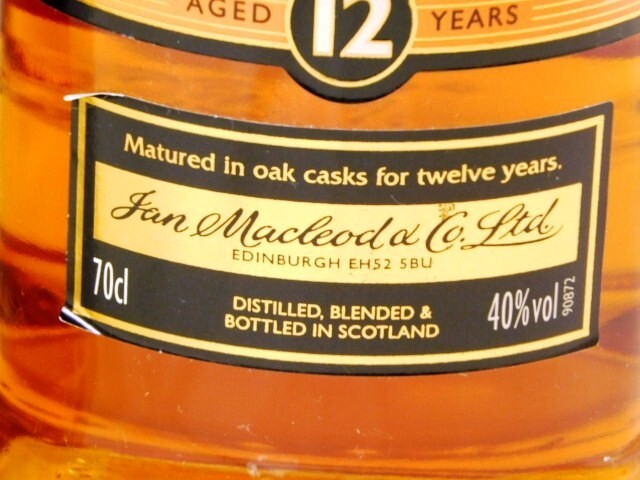 AGED 12 YEARS
Matured in oak casks for twelve years.
Ian Macleod & Co. Ltd.
EDINBURGH EH52 5BU
70cl
DISTILLED, BLENDED &
BOTTLED IN SCOTLAND
40%vol
90872